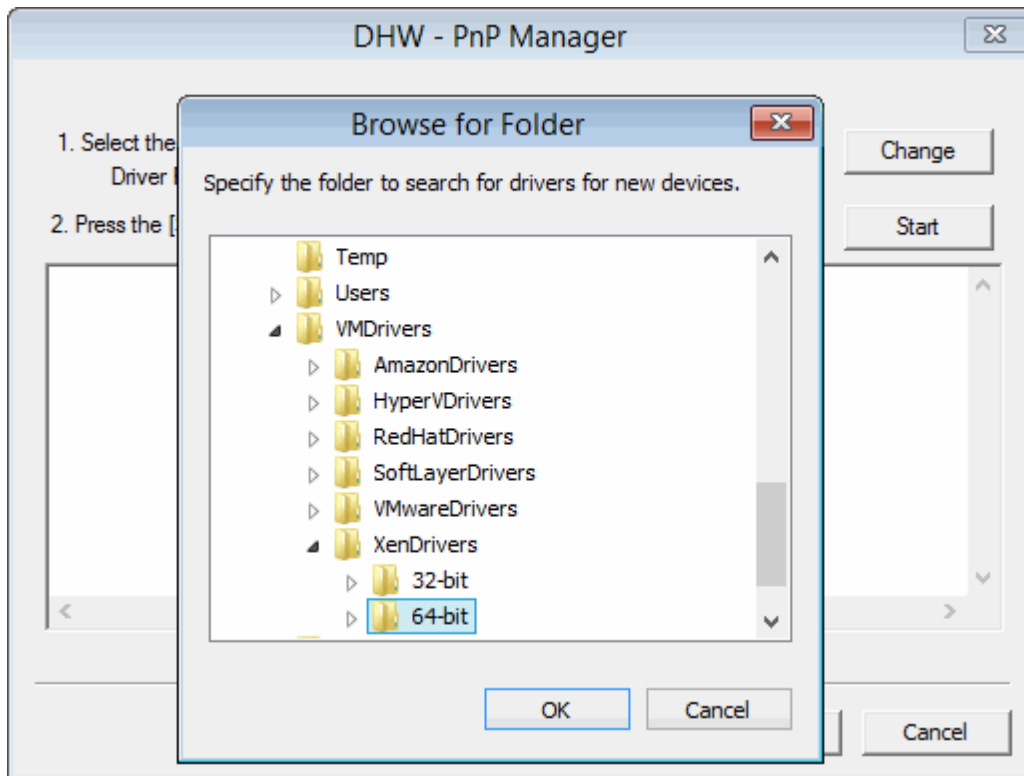 DHW - PnP Manager
1. Select the
Driver
2. Press the [
Change
Start
Browse for Folder
Specify the folder to search for drivers for new devices.
Temp
Users
VMDrivers
AmazonDrivers
HyperVDrivers
RedHatDrivers
SoftLayerDrivers
VMwareDrivers
XenDrivers
32-bit
64-bit
OK
Cancel
Cancel